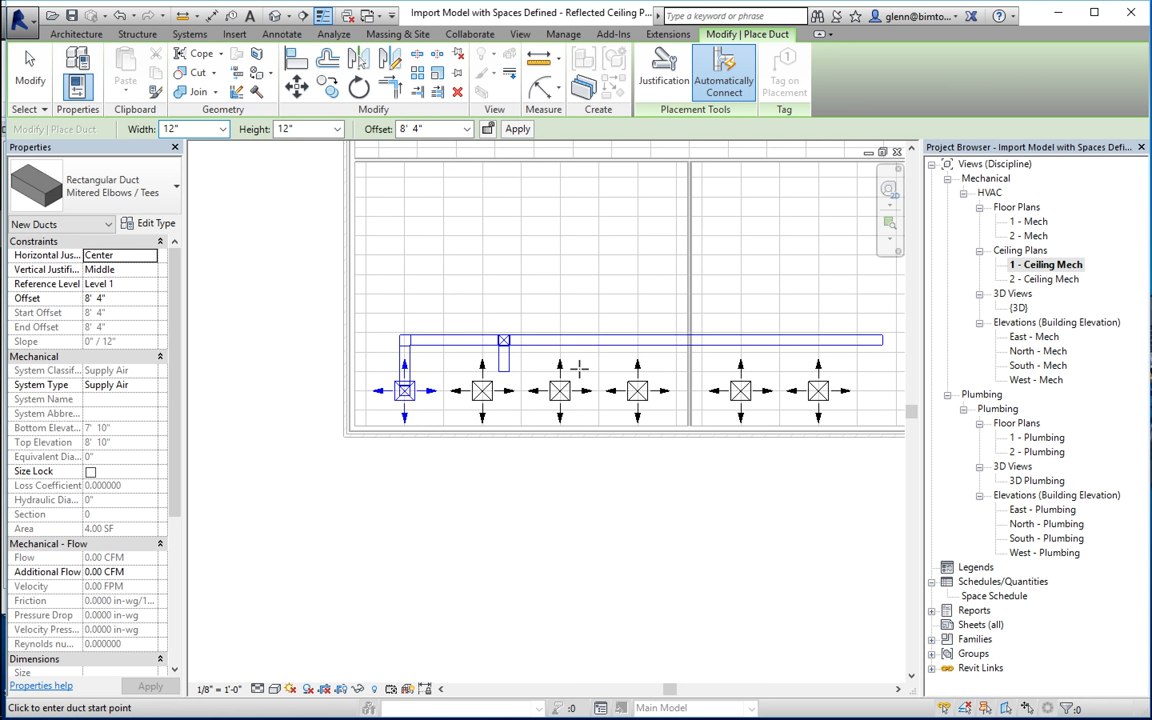 Import Model with Spaces Defined - Reflected Ceiling P...
Type a keyword or phrase
glenn@bimto...
Architecture Structure Systems Insert Annotate Analyze Massing & Site Collaborate View Manage Add-Ins Extensions Modify | Place Duct
Modify
Paste
Cope
Cut
Join
Justification
Automatically
Connect
Tag on
Placement
Select Properties Clipboard Geometry Modify View Measure Create Placement Tools Tag
Modify | Place Duct Width: 12" Height: 12" Offset: 8' 4" Apply
Properties
Rectangular Duct
Mitered Elbows / Tees
New Ducts Edit Type
Constraints
Horizontal Jus... Center
Vertical Justifi... Middle
Reference Level Level 1
Offset 8' 4"
Start Offset 8' 4"
End Offset 8' 4"
Slope 0" / 12"
Mechanical
System Classif... Supply Air
System Type Supply Air
System Name
System Abbre...
Bottom Elevat... 7' 10"
Top Elevation 8' 10"
Equivalent Dia... 0"
Size Lock
Loss Coefficient 0.000000
Hydraulic Dia... 0"
Section 0
Area 4.00 SF
Mechanical - Flow
Flow 0.00 CFM
Additional Flow 0.00 CFM
Velocity 0.00 FPM
Friction 0.0000 in-wg/1...
Pressure Drop 0.0000 in-wg
Velocity Press... 0.0000 in-wg
Reynolds nu... 0.000000
Dimensions
Size
Properties help Apply
2D
Project Browser - Import Model with Spaces Defi...
Views (Discipline)
Mechanical
HVAC
Floor Plans
1 - Mech
2 - Mech
Ceiling Plans
1 - Ceiling Mech
2 - Ceiling Mech
3D Views
{3D}
Elevations (Building Elevation)
East - Mech
North - Mech
South - Mech
West - Mech
Plumbing
Plumbing
Floor Plans
1 - Plumbing
2 - Plumbing
3D Views
3D Plumbing
Elevations (Building Elevation)
East - Plumbing
North - Plumbing
South - Plumbing
West - Plumbing
Legends
Schedules/Quantities
Space Schedule
Reports
Sheets (all)
Families
Groups
Revit Links
1/8" = 1'-0"
Click to enter duct start point
:0
Main Model
:0